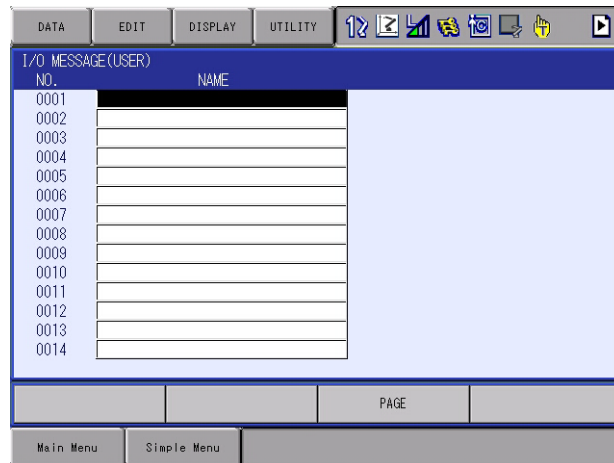 DATA EDIT DISPLAY UTILITY
I/O MESSAGE(USER)
NO. NAME
0001
0002
0003
0004
0005
0006
0007
0008
0009
0010
0011
0012
0013
0014
PAGE
Main Menu Simple Menu